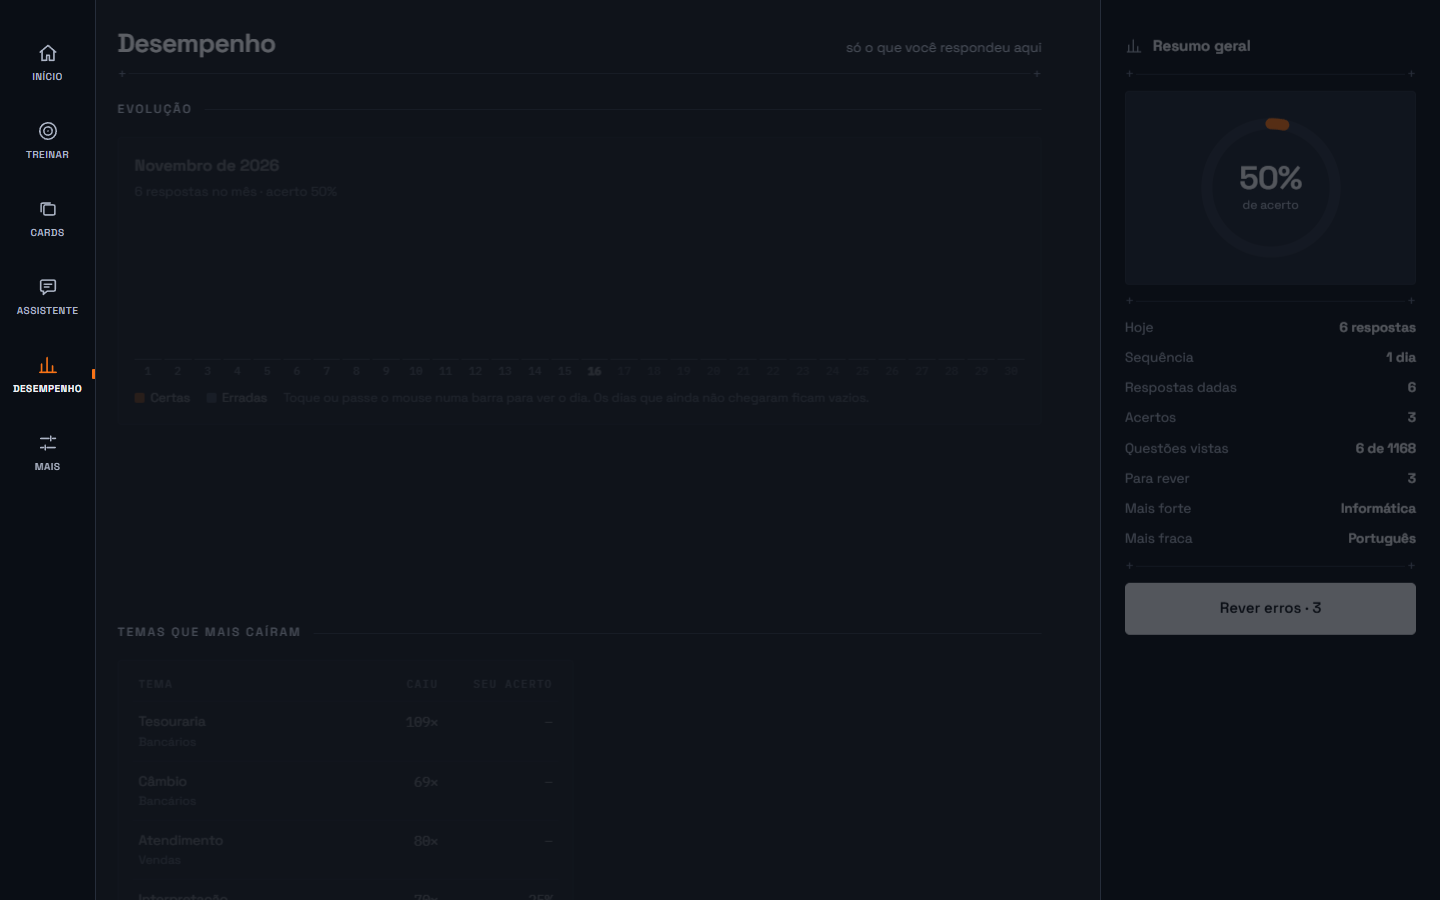 INÍCIO
TREINAR
CARDS
ASSISTENTE
DESEMPENHO
MAIS
Desempenho
só o que você respondeu aqui
EVOLUÇÃO
Novembro de 2026
6 respostas no mês · acerto 50%
1 2 3 4 5 6 7 8 9 10 11 12 13 14 15 16 17 18 19 20 21 22 23 24 25 26 27 28 29 30
Certas Erradas Toque ou passe o mouse numa barra para ver o dia. Os dias que ainda não chegaram ficam vazios.
TEMAS QUE MAIS CAÍRAM
TEMA CAIU SEU ACERTO
Tesouraria 109× –
Bancários
Câmbio 69× –
Bancários
Atendimento 80× –
Vendas
Resumo geral
50%
de acerto
Hoje 6 respostas
Sequência 1 dia
Respostas dadas 6
Acertos 3
Questões vistas 6 de 1168
Para rever 3
Mais forte Informática
Mais fraca Português
Rever erros · 3